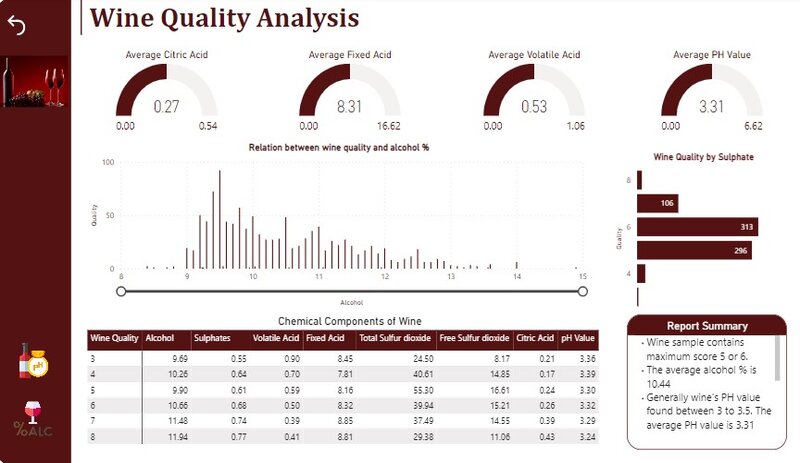 Wine Quality Analysis
Average Citric Acid
0.27
0.00 0.54
Average Fixed Acid
8.31
0.00 16.62
Average Volatile Acid
0.53
0.00 1.06
Average PH Value
3.31
0.00 6.62
Relation between wine quality and alcohol %
Quality
100
50
0
8 9 10 11 12 13 14 15
Alcohol
Wine Quality by Sulphate
Quality
8
106
6 313
296
4
Chemical Components of Wine
Wine Quality Alcohol Sulphates Volatile Acid Fixed Acid Total Sulfur dioxide Free Sulfur dioxide Citric Acid pH Value
3 9.69 0.55 0.90 8.45 24.50 8.17 0.21 3.36
4 10.26 0.64 0.70 7.81 40.61 14.85 0.17 3.39
5 9.90 0.61 0.59 8.16 55.30 16.61 0.24 3.30
6 10.66 0.68 0.50 8.32 39.94 15.21 0.26 3.32
7 11.48 0.74 0.39 8.85 37.49 14.55 0.39 3.29
8 11.94 0.77 0.41 8.81 29.38 11.06 0.43 3.24
Report Summary
• Wine sample contains
maximum score 5 or 6.
• The average alcohol % is
10.44
• Generally wine's PH value
found between 3 to 3.5. The
average PH value is 3.31
pH
%ALC